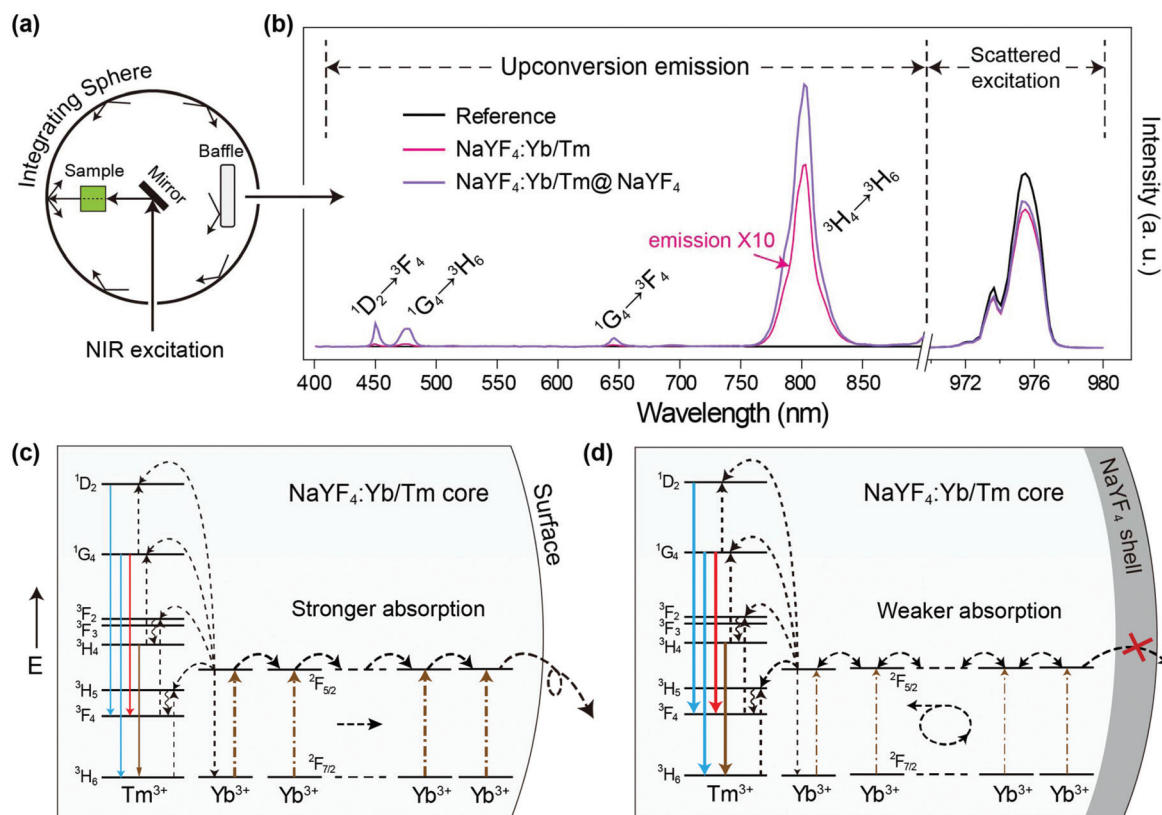 (a)
Integrating Sphere
Sample
Mirror
Baffle
NIR excitation
(b)
Upconversion emission
Scattered
excitation
Reference
NaYF₄:Yb/Tm
NaYF₄:Yb/Tm@ NaYF₄
emission X10
¹D₂→³F₄
¹G₄→³H₆
¹G₄→³F₄
³H₄→³H₆
Intensity (a. u.)
400 450 500 550 600 650 700 750 800 850 972 976 980
Wavelength (nm)
(c)
NaYF₄:Yb/Tm core
Surface
Stronger absorption
E
¹D₂
¹G₄
³F₂
³F₃
³H₄
³H₅
³F₄
³H₆
²F₅/₂
²F₇/₂
Tm³⁺
Yb³⁺ Yb³⁺ Yb³⁺ Yb³⁺
(d)
NaYF₄:Yb/Tm core
NaYF₄ shell
Weaker absorption
¹D₂
¹G₄
³F₂
³F₃
³H₄
³H₅
³F₄
³H₆
²F₅/₂
²F₇/₂
Tm³⁺
Yb³⁺ Yb³⁺ Yb³⁺ Yb³⁺